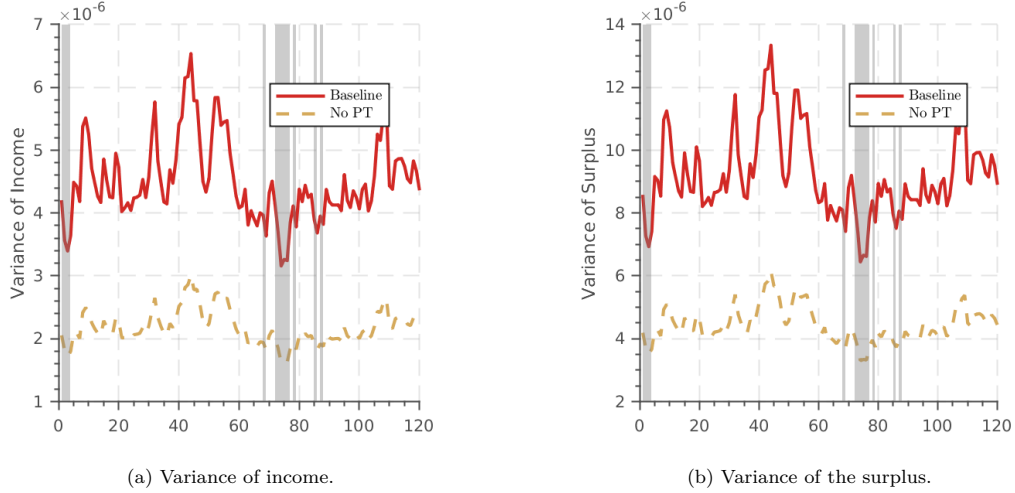 ×10⁻⁶
7
6
5
4
3
2
1
Variance of Income
Baseline
No PT
0 20 40 60 80 100 120
(a) Variance of income.
×10⁻⁶
14
12
10
8
6
4
2
Variance of Surplus
Baseline
No PT
0 20 40 60 80 100 120
(b) Variance of the surplus.